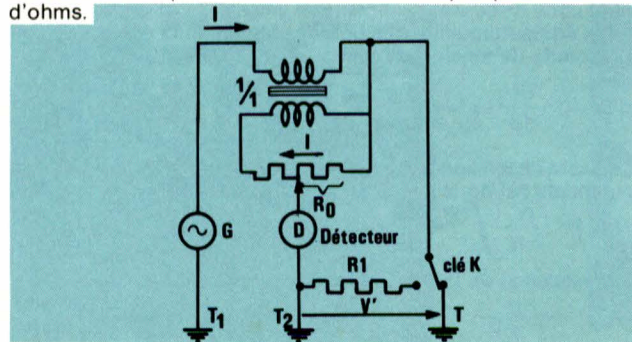 d'ohms.
I
1/1
I
R0
G
D
Détecteur
R1
clé K
V'
T1
T2
T